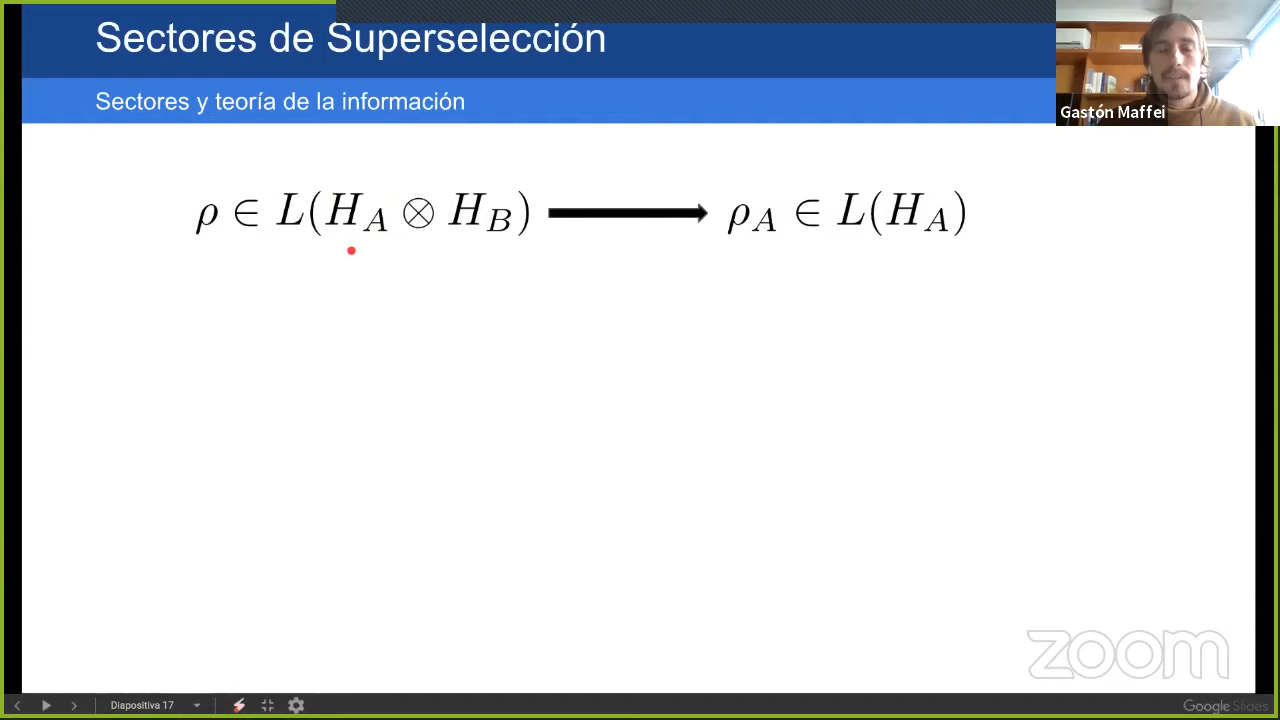 Sectores de Superselección
Sectores y teoría de la información
Gastón Maffei
ρ ∈ L(H_A ⊗ H_B) ⟶ ρ_A ∈ L(H_A)
zoom
Diapositiva 17
Google Slides